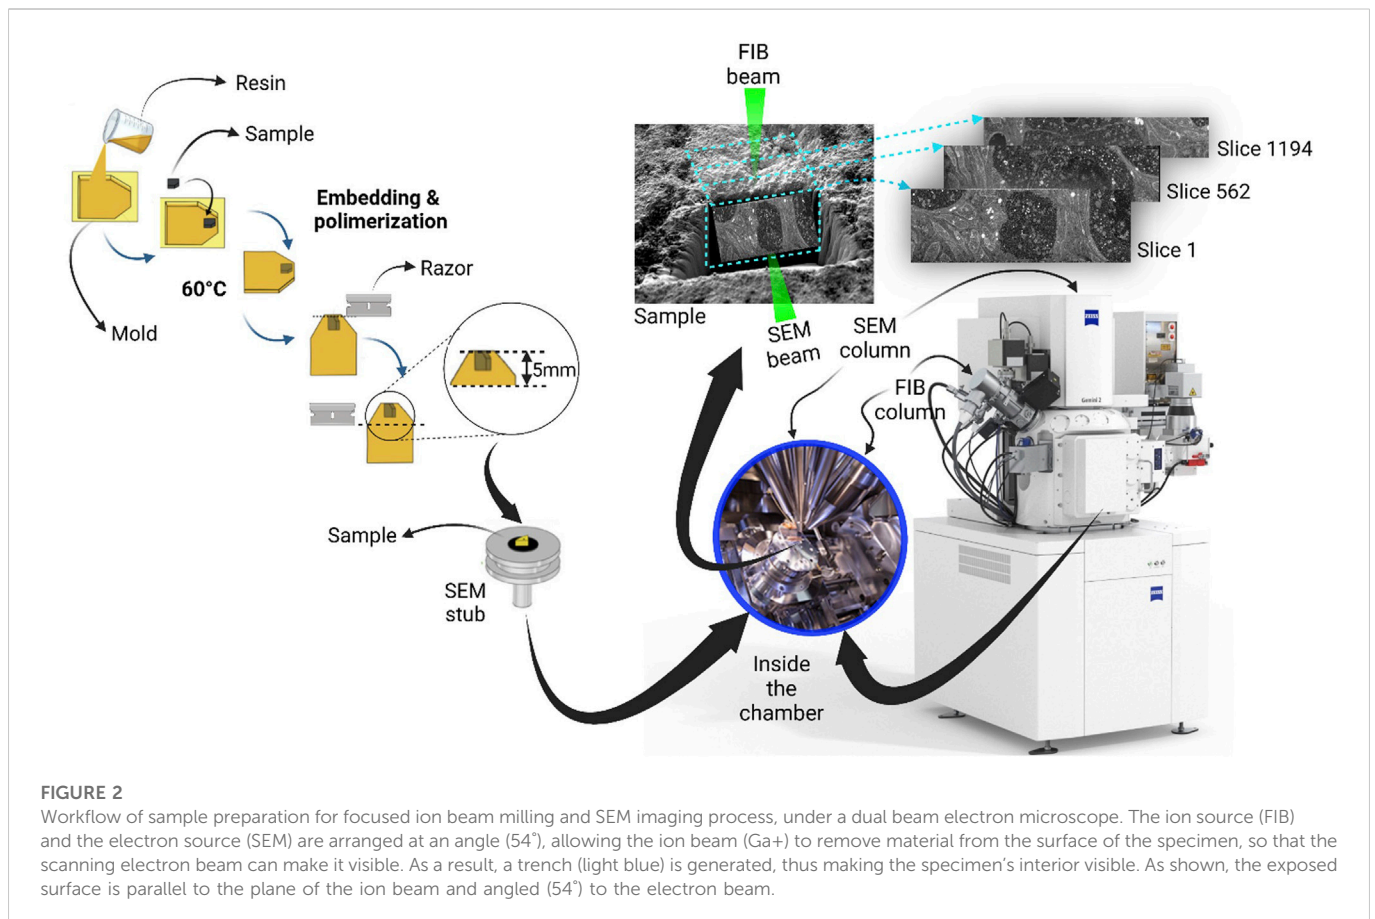 Resin
Sample
Embedding &
polimerization
60°C
Razor
Mold
5mm
Sample
SEM
stub
FIB
beam
Slice 1194
Slice 562
Slice 1
Sample
SEM
beam
SEM
column
FIB
column
ZEISS
Gemini 2
Inside
the
chamber
FIGURE 2
Workflow of sample preparation for focused ion beam milling and SEM imaging process, under a dual beam electron microscope. The ion source (FIB)
and the electron source (SEM) are arranged at an angle (54°), allowing the ion beam (Ga+) to remove material from the surface of the specimen, so that the
scanning electron beam can make it visible. As a result, a trench (light blue) is generated, thus making the specimen's interior visible. As shown, the exposed
surface is parallel to the plane of the ion beam and angled (54°) to the electron beam.